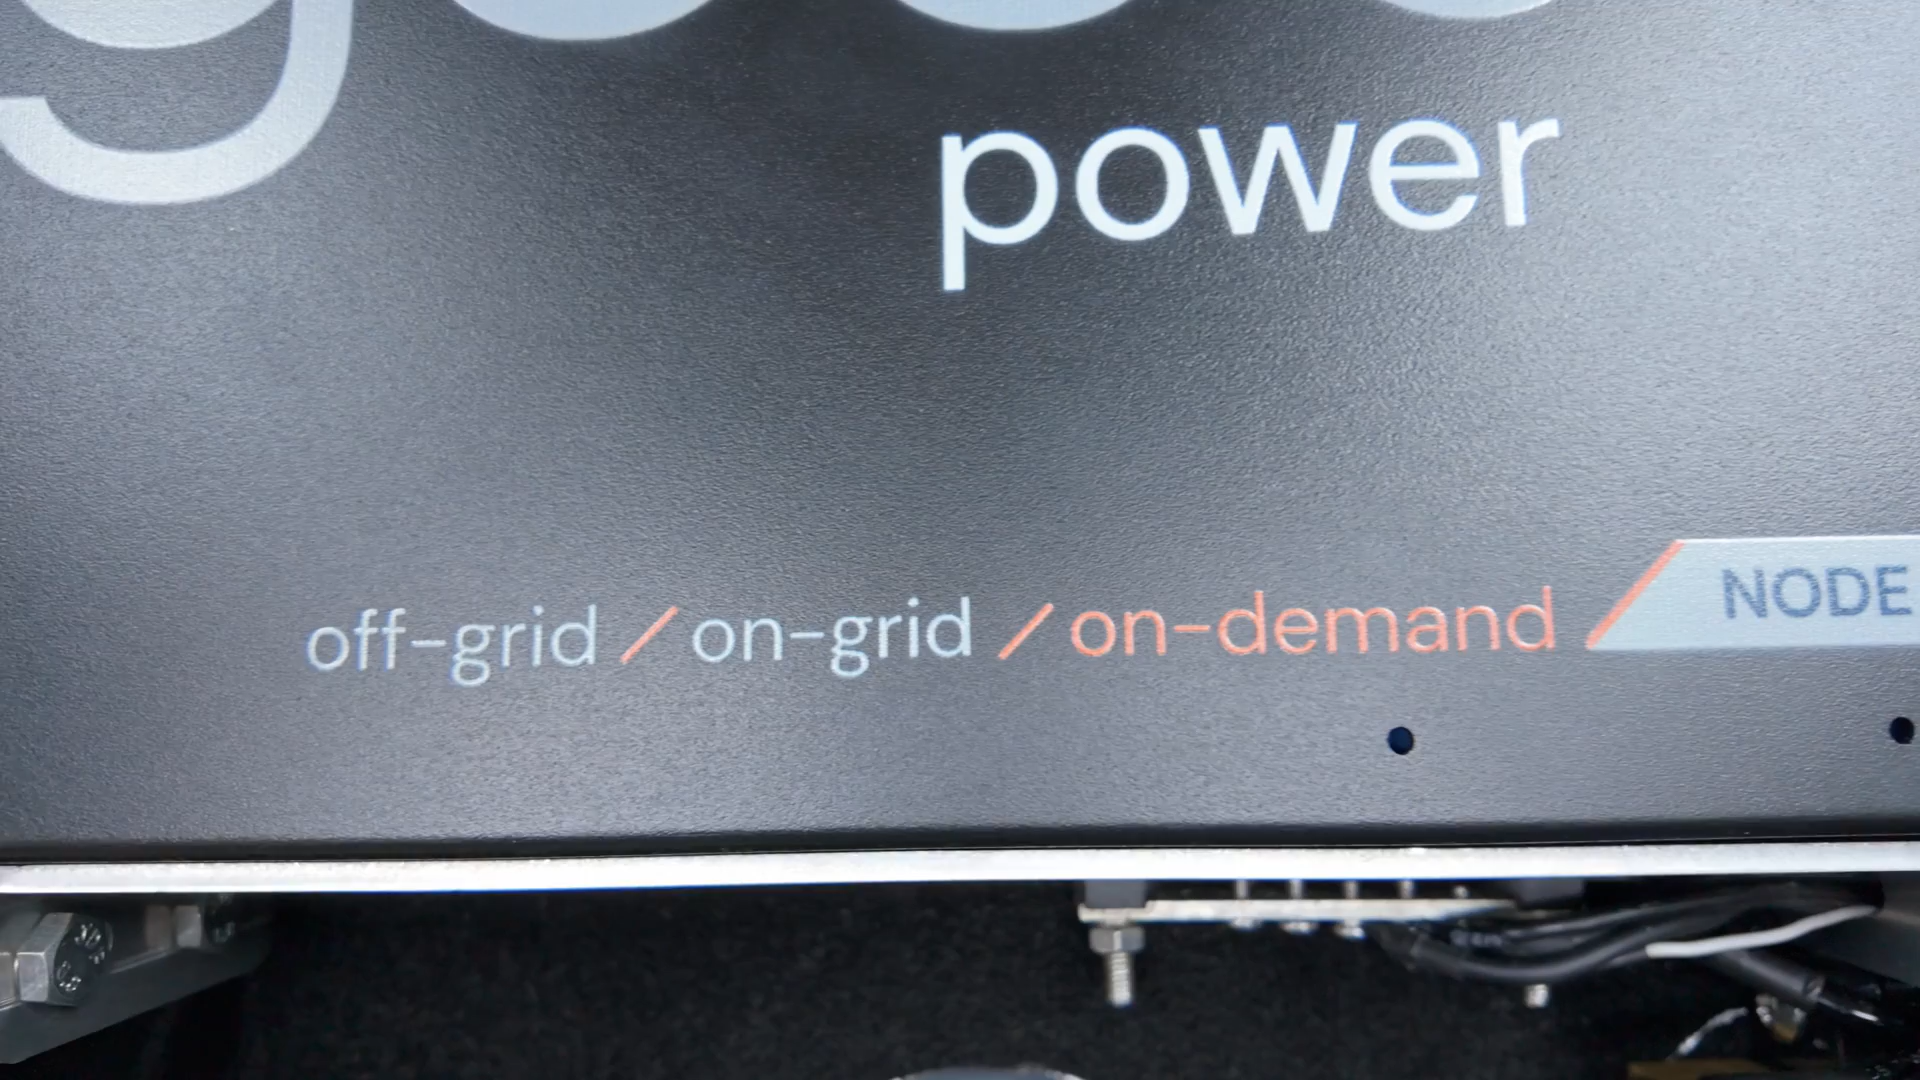 power
off-grid / on-grid / on-demand
NODE